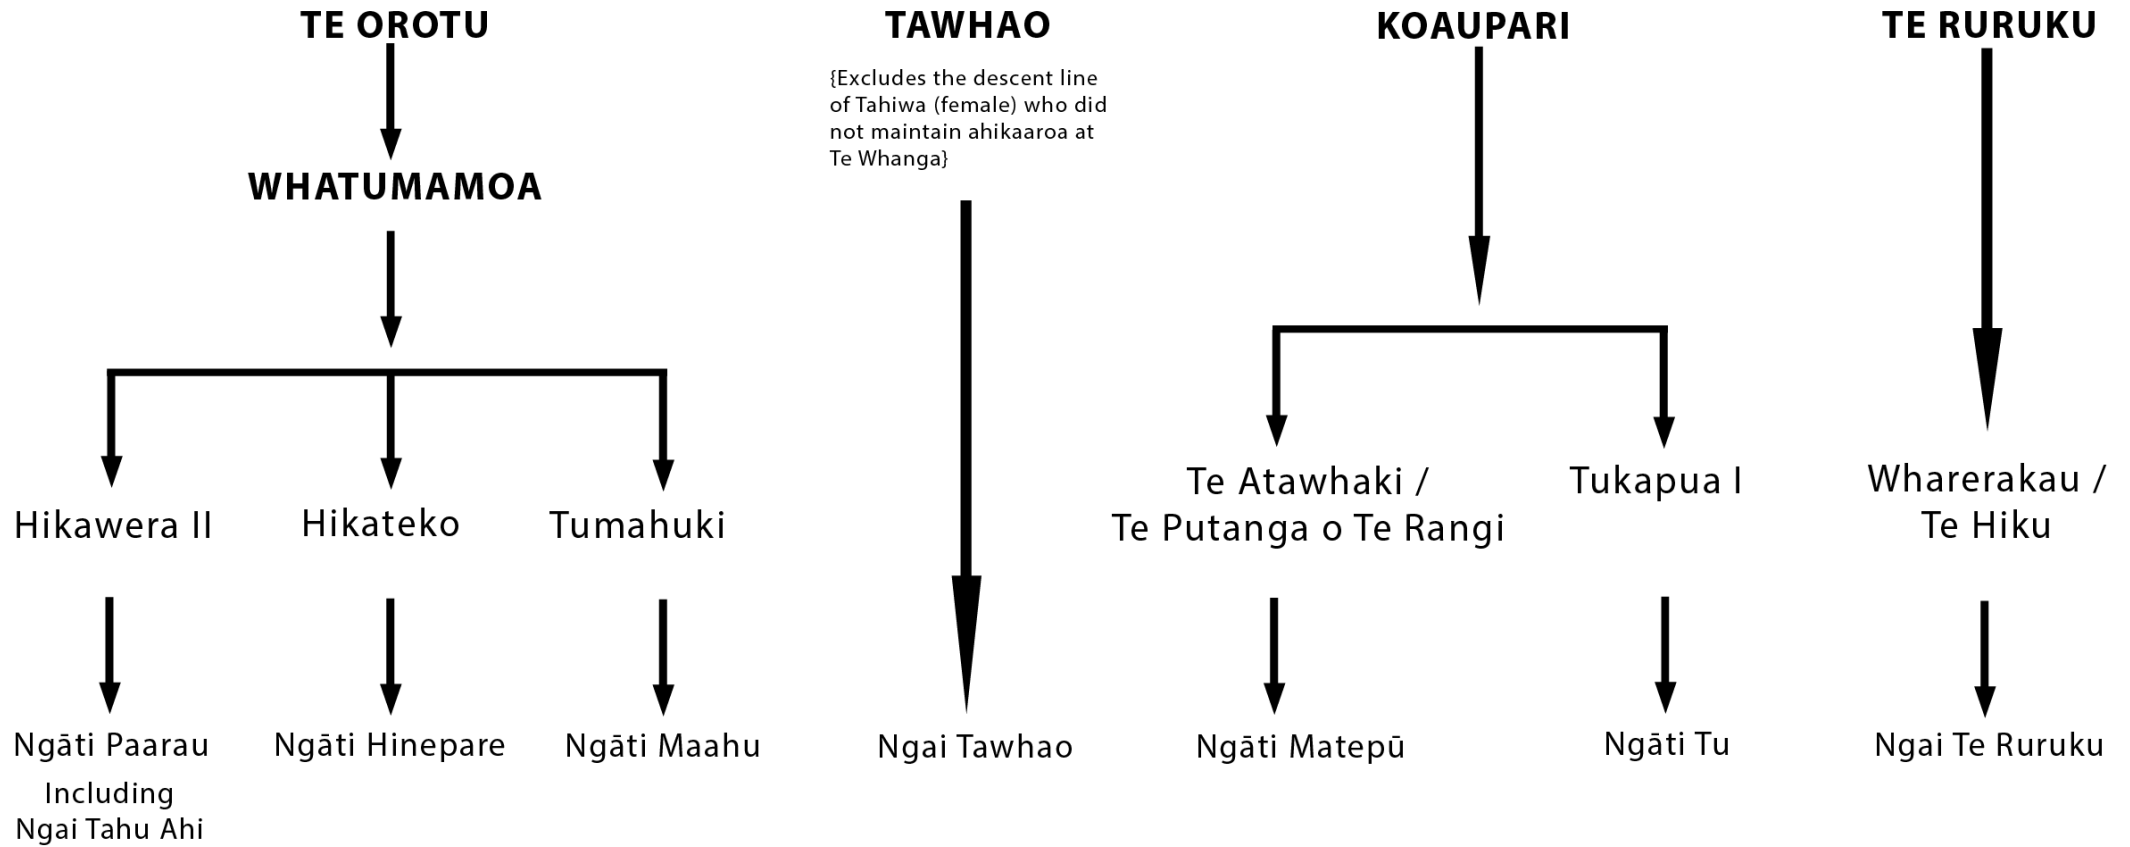 TE OROTU
TAWHAO
KOAUPARI
TE RURUKU
{Excludes the descent line
of Tahiwa (female) who did
not maintain ahikaaroa at
Te Whanga}
WHATUMAMOA
Hikawera II
Hikateko
Tumahuki
Te Atawhaki /
Te Putanga o Te Rangi
Tukapua I
Wharerakau /
Te Hiku
Ngāti Paarau
Including
Ngai Tahu Ahi
Ngāti Hinepare
Ngāti Maahu
Ngai Tawhao
Ngāti Matepū
Ngāti Tu
Ngai Te Ruruku